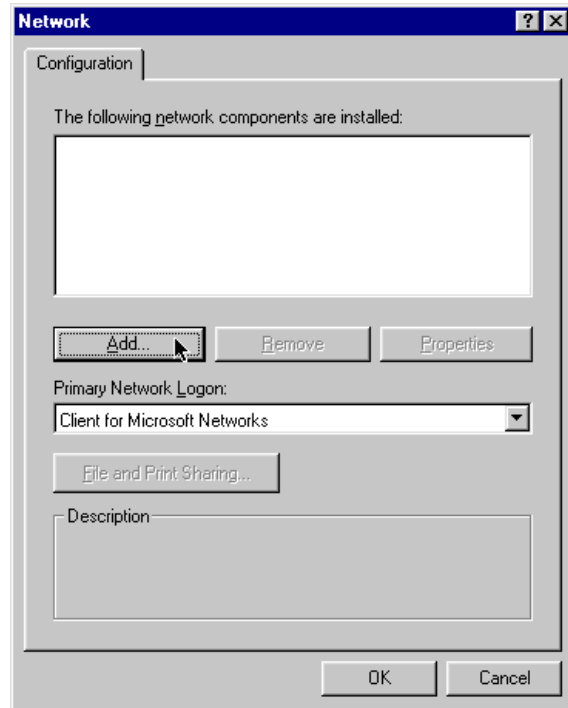 Network
Configuration
The following network components are installed:
Add... Remove Properties
Primary Network Logon:
Client for Microsoft Networks
File and Print Sharing...
Description
OK Cancel